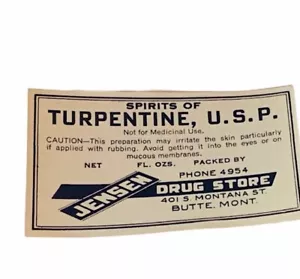 SPIRITS OF
TURPENTINE, U.S.P.
Not for Medicinal Use.
CAUTION—This preparation may irritate the skin particularly
if applied with rubbing. Avoid getting it into the eyes or on
mucous membranes.
NET FL. OZS. PACKED BY
PHONE 4954
JENSEN DRUG STORE
401 S. MONTANA ST.
BUTTE, MONT.